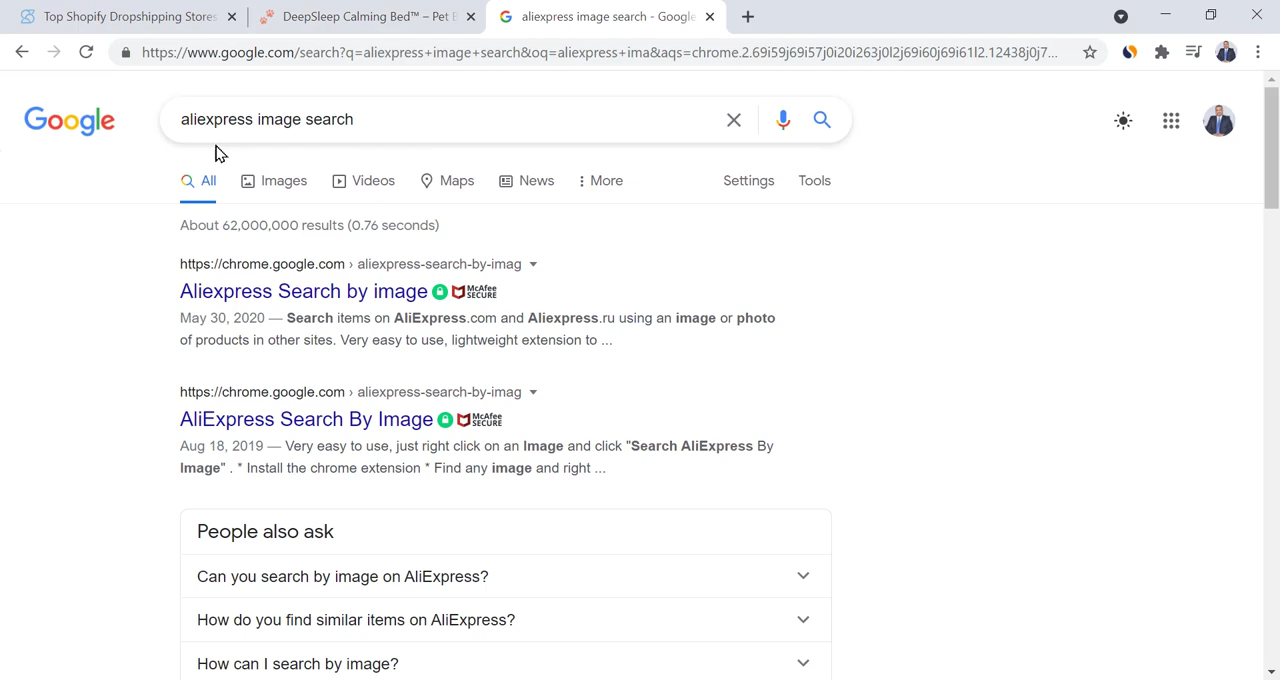 Top Shopify Dropshipping Stores
DeepSleep Calming Bed™ – Pet B
aliexpress image search - Google
https://www.google.com/search?q=aliexpress+image+search&oq=aliexpress+ima&aqs=chrome.2.69i59j69i57j0i20i263j0l2j69i60j69i61l2.12438j0j7...
Google
aliexpress image search
All
Images
Videos
Maps
News
More
Settings
Tools
About 62,000,000 results (0.76 seconds)
https://chrome.google.com › aliexpress-search-by-imag
Aliexpress Search by image McAfee SECURE
May 30, 2020 — Search items on AliExpress.com and Aliexpress.ru using an image or photo
of products in other sites. Very easy to use, lightweight extension to ...
https://chrome.google.com › aliexpress-search-by-imag
AliExpress Search By Image McAfee SECURE
Aug 18, 2019 — Very easy to use, just right click on an Image and click "Search AliExpress By
Image" . * Install the chrome extension * Find any image and right ...
People also ask
Can you search by image on AliExpress?
How do you find similar items on AliExpress?
How can I search by image?